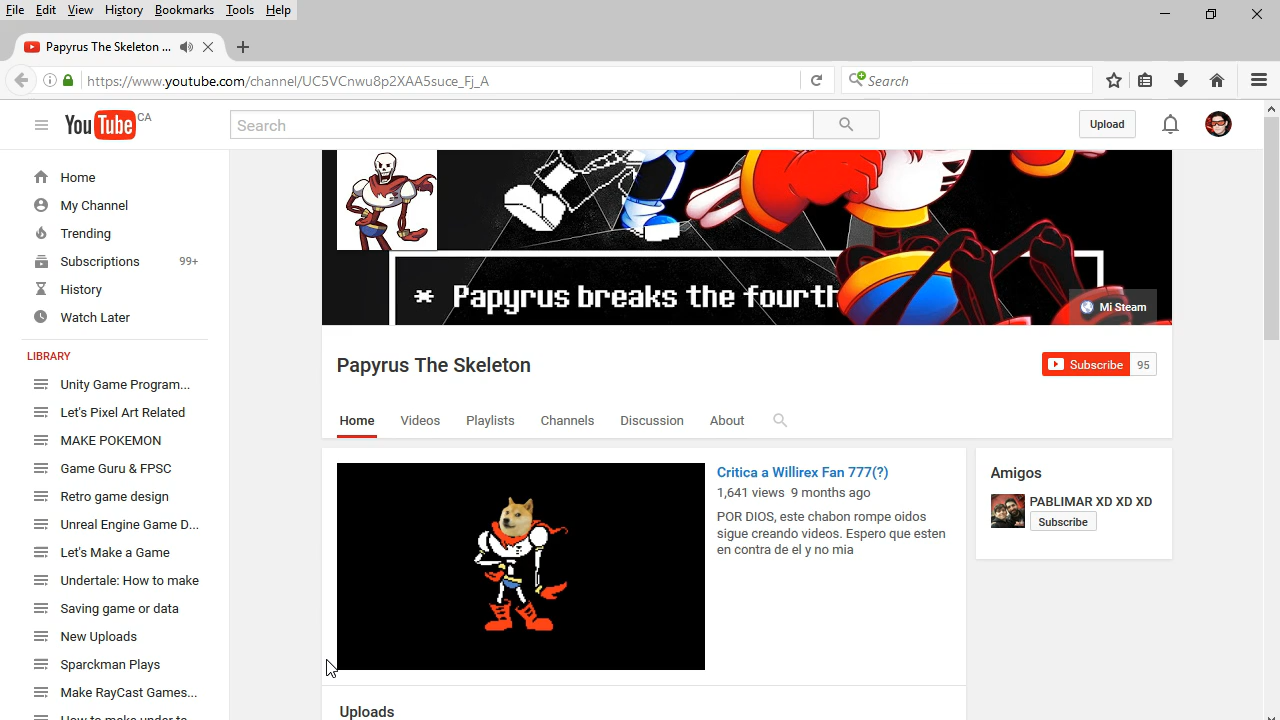 File Edit View History Bookmarks Tools Help
Papyrus The Skeleton ...
https://www.youtube.com/channel/UC5VCnwu8p2XAA5suce_Fj_A
Search
YouTube CA
Search
Upload
Home
My Channel
Trending
Subscriptions 99+
History
Watch Later
LIBRARY
Unity Game Program...
Let's Pixel Art Related
MAKE POKEMON
Game Guru & FPSC
Retro game design
Unreal Engine Game D...
Let's Make a Game
Undertale: How to make
Saving game or data
New Uploads
Sparckman Plays
Make RayCast Games...
* Papyrus breaks the fourth
Mi Steam
Papyrus The Skeleton
Subscribe 95
Home Videos Playlists Channels Discussion About
Critica a Willirex Fan 777(?)
1,641 views 9 months ago
POR DIOS, este chabon rompe oidos
sigue creando videos. Espero que esten
en contra de el y no mia
Amigos
PABLIMAR XD XD XD
Subscribe
Uploads